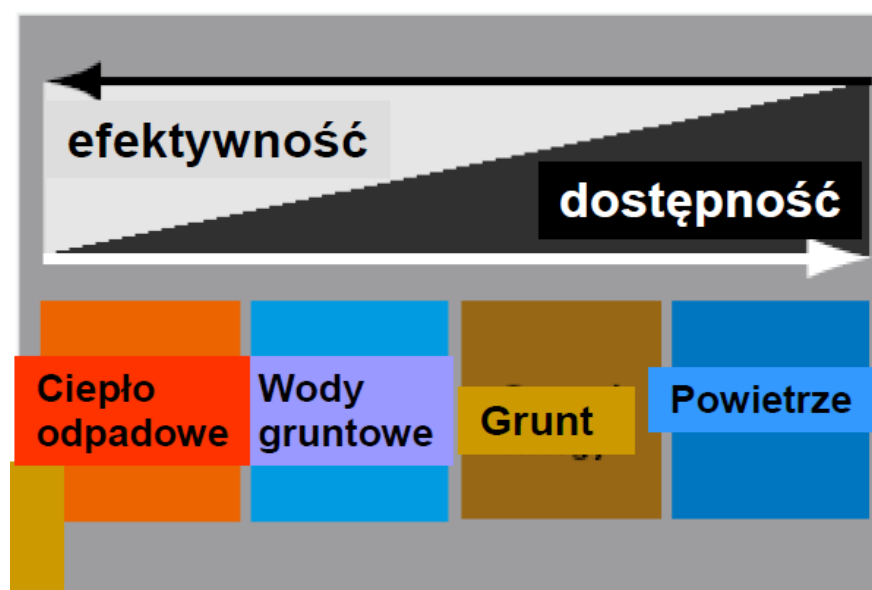 efektywność
dostępność
Ciepło
odpadowe
Wody
gruntowe
Grunt
Powietrze